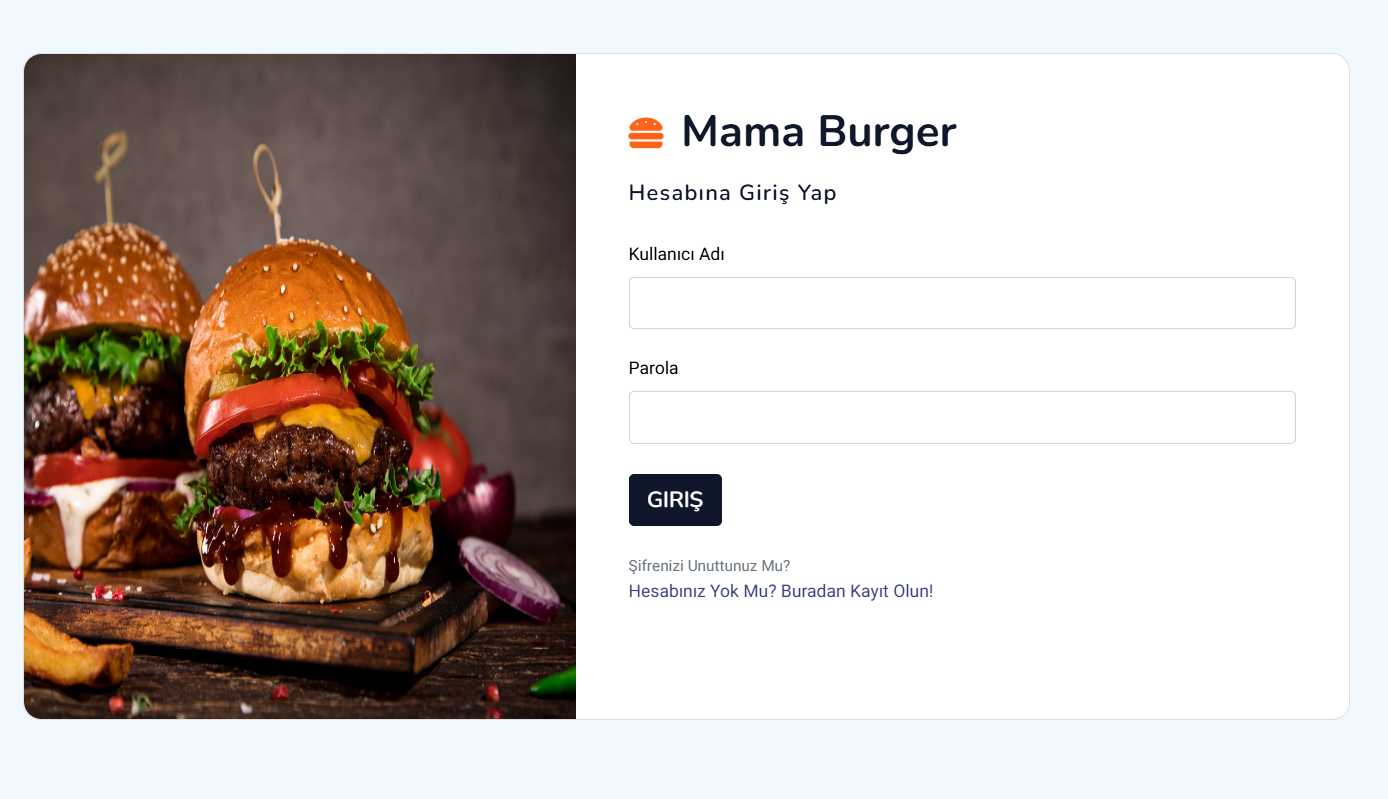 Mama Burger
Hesabına Giriş Yap
Kullanıcı Adı
Parola
GIRIŞ
Şifrenizi Unuttunuz Mu?
Hesabınız Yok Mu? Buradan Kayıt Olun!